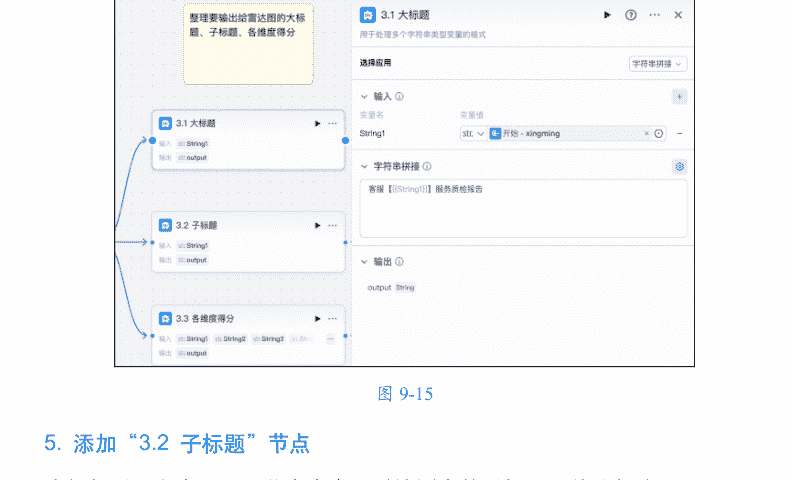 整理要输出给雷达图的大标
题、子标题、各维度得分
3.1 大标题
输入 str.String1
输出 str.output
3.2 子标题
输入 str.String1
输出 str.output
3.3 各维度得分
输入 str.String1 str.String2 str.String3
输出 str.output
3.1 大标题
用于处理多个字符串类型变量的格式
选择应用
字符串拼接
输入
变量名 变量值
String1 str. 开始 - xingming
字符串拼接
客服【{{String1}}】服务质检报告
输出
output String
图 9-15
5. 添加“3.2 子标题”节点